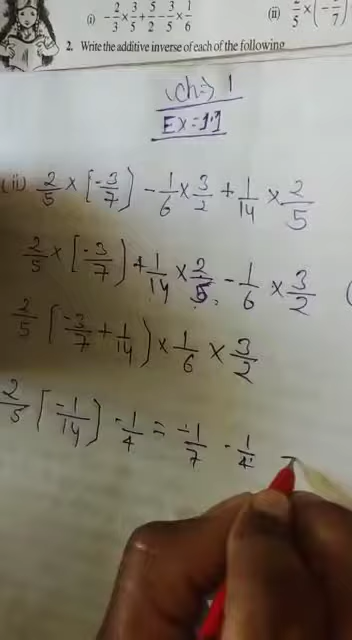 (i) -2/3 × 3/5 + 5/2 - 3/5 × 1/6 (ii) 2/5 × (-3/7)
2. Write the additive inverse of each of the following
Ch => 1
Ex = 1.1
(ii) 2/5 × [-3/7) - 1/6 × 3/2 + 1/14 × 2/5
2/5 × [-3/7) + 1/14 × 2/5, - 1/6 × 3/2 (
2/5 [-3/7 + 1/14) × 1/6 × 3/2
2/5 [-1/14) - 1/4 = -1/7 - 1/4